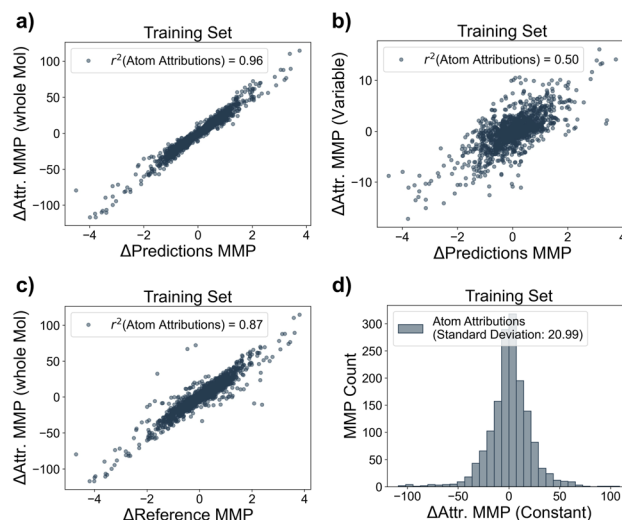 a)
Training Set
r²(Atom Attributions) = 0.96
ΔAttr. MMP (whole Mol)
100
50
0
−50
−100
−4 −2 0 2 4
ΔPredictions MMP
b)
Training Set
r²(Atom Attributions) = 0.50
ΔAttr. MMP (Variable)
10
0
−10
−4 −2 0 2 4
ΔPredictions MMP
c)
Training Set
r²(Atom Attributions) = 0.87
ΔAttr. MMP (whole Mol)
100
50
0
−50
−100
−4 −2 0 2 4
ΔReference MMP
d)
Training Set
Atom Attributions
(Standard Deviation: 20.99)
MMP Count
300
250
200
150
100
50
0
−100 −50 0 50 100
ΔAttr. MMP (Constant)